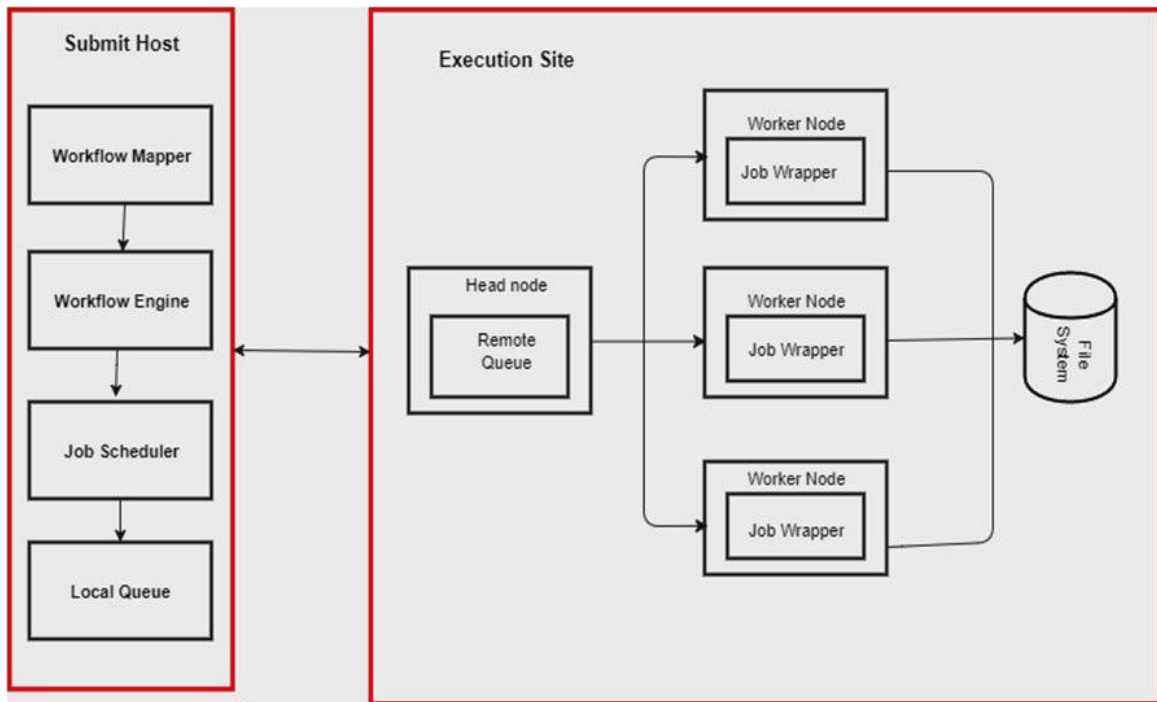 Submit Host
Workflow Mapper
Workflow Engine
Job Scheduler
Local Queue
Execution Site
Head node
Remote
Queue
Worker Node
Job Wrapper
Worker Node
Job Wrapper
Worker Node
Job Wrapper
File
System